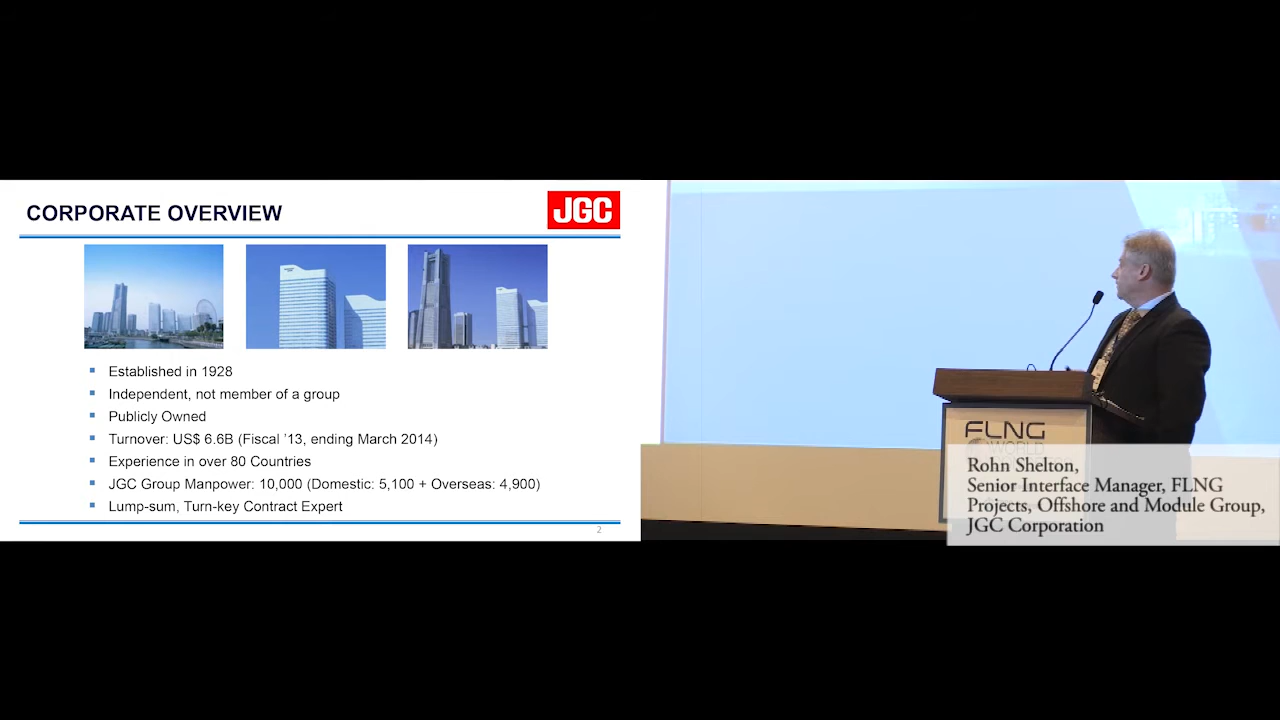 CORPORATE OVERVIEW
JGC
Established in 1928
Independent, not member of a group
Publicly Owned
Turnover: US$ 6.6B (Fiscal ’13, ending March 2014)
Experience in over 80 Countries
JGC Group Manpower: 10,000 (Domestic: 5,100 + Overseas: 4,900)
Lump-sum, Turn-key Contract Expert
2
FLNG
WORLD
Rohn Shelton,
Senior Interface Manager, FLNG
Projects, Offshore and Module Group,
JGC Corporation